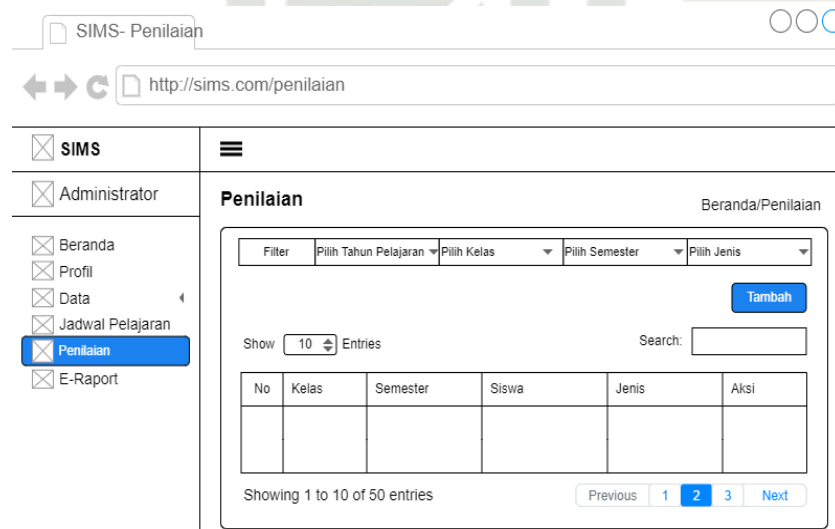 SIMS- Penilaian
http://sims.com/penilaian
SIMS
Administrator
Beranda
Profil
Data
Jadwal Pelajaran
Penilaian
E-Raport
Penilaian
Beranda/Penilaian
Filter Pilih Tahun Pelajaran Pilih Kelas Pilih Semester Pilih Jenis
Tambah
Show 10 Entries Search:
No Kelas Semester Siswa Jenis Aksi
Showing 1 to 10 of 50 entries Previous 1 2 3 Next